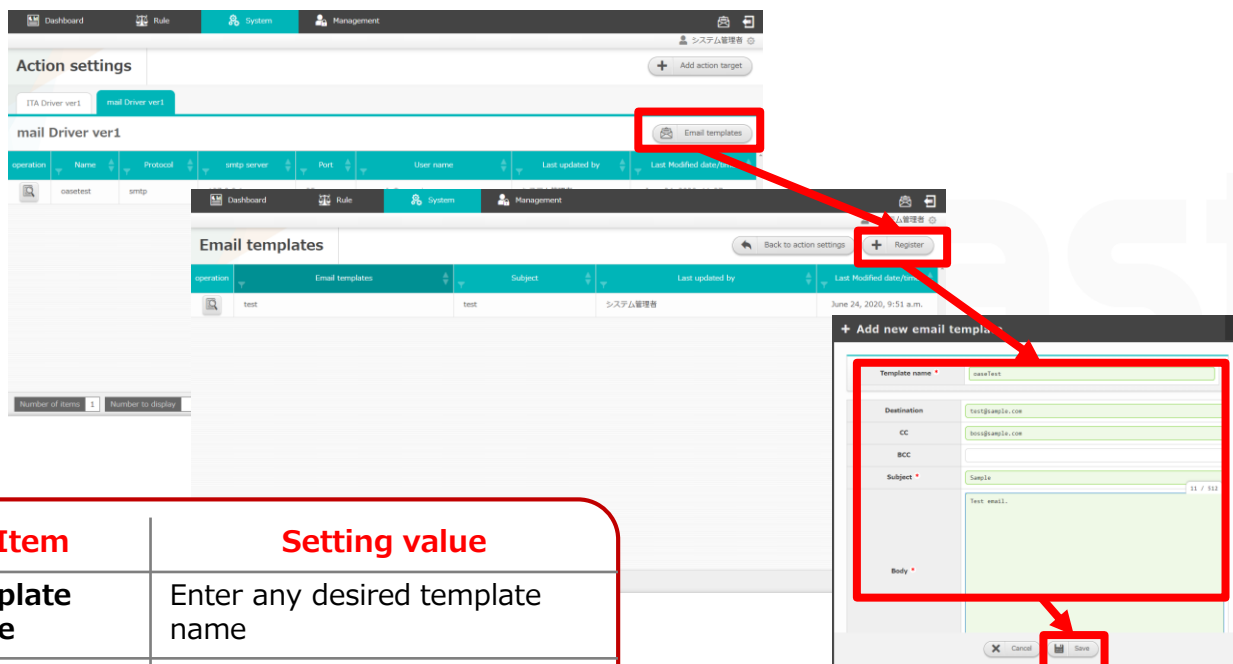 Dashboard Rule System Management
システム管理者
Action settings
Add action target
ITA Driver ver1 mail Driver ver1
mail Driver ver1
Email templates
operation Name Protocol smtp server Port User name Last updated by Last Modified date/time
oasetest smtp
Dashboard Rule System Management
Email templates
Back to action settings Register
operation Email templates Subject Last updated by Last Modified date/time
test test システム管理者 June 24, 2020, 9:51 a.m.
Number of items 1 Number to display
+ Add new email template
Template name * oaseTest
Destination test@sample.com
CC boss@sample.com
BCC
Subject * Sample
11 / 512
Test email.
Body *
Cancel Save
Item Setting value
plate
e
Enter any desired template
name